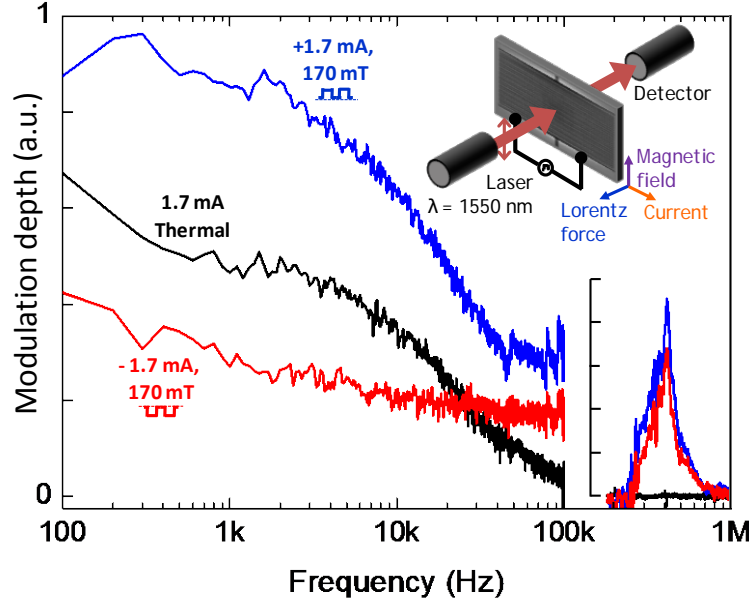 1
+1.7 mA,
170 mT
Detector
Magnetic
field
Laser
λ = 1550 nm
Lorentz
force
Current
1.7 mA
Thermal
- 1.7 mA,
170 mT
Modulation depth (a.u.)
0
100
1k
10k
100k
1M
Frequency (Hz)